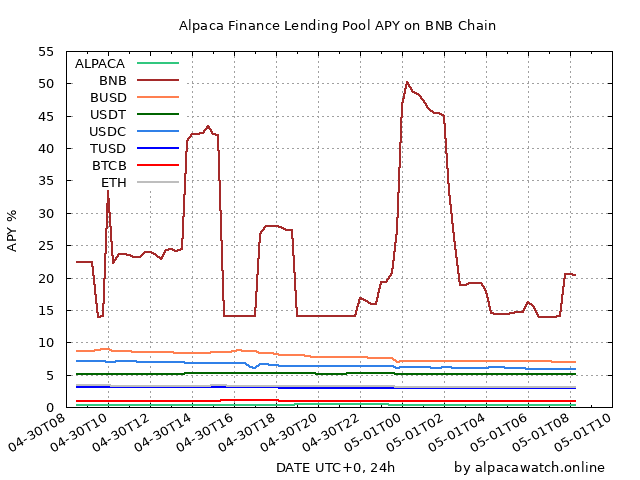 Alpaca Finance Lending Pool APY on BNB Chain
APY %
55
50
45
40
35
30
25
20
15
10
5
0
ALPACA
BNB
BUSD
USDT
USDC
TUSD
BTCB
ETH
04-30T08
04-30T10
04-30T12
04-30T14
04-30T16
04-30T18
04-30T20
04-30T22
05-01T00
05-01T02
05-01T04
05-01T06
05-01T08
05-01T10
DATE UTC+0, 24h
by alpacawatch.online